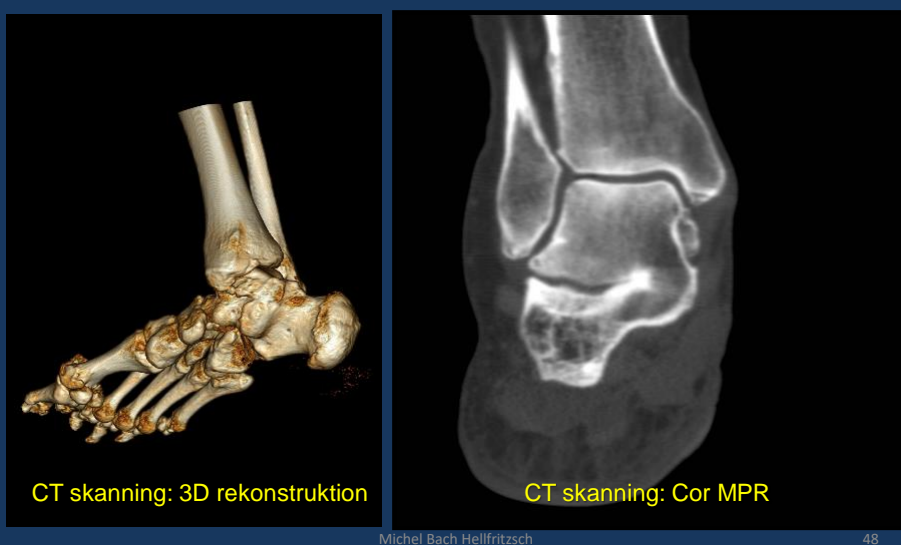 CT skanning: 3D rekonstruktion
CT skanning: Cor MPR
Michel Bach Hellfritzsch
48